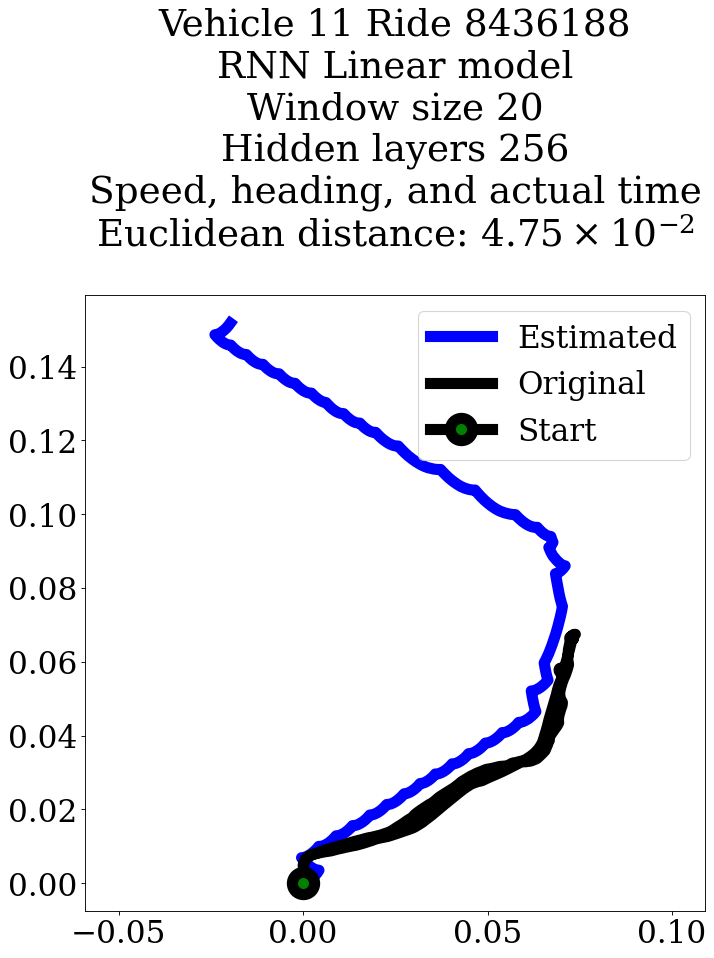 Vehicle 11 Ride 8436188
RNN Linear model
Window size 20
Hidden layers 256
Speed, heading, and actual time
Euclidean distance: 4.75 × 10⁻²
Estimated
Original
Start
0.14
0.12
0.10
0.08
0.06
0.04
0.02
0.00
−0.05 0.00 0.05 0.10